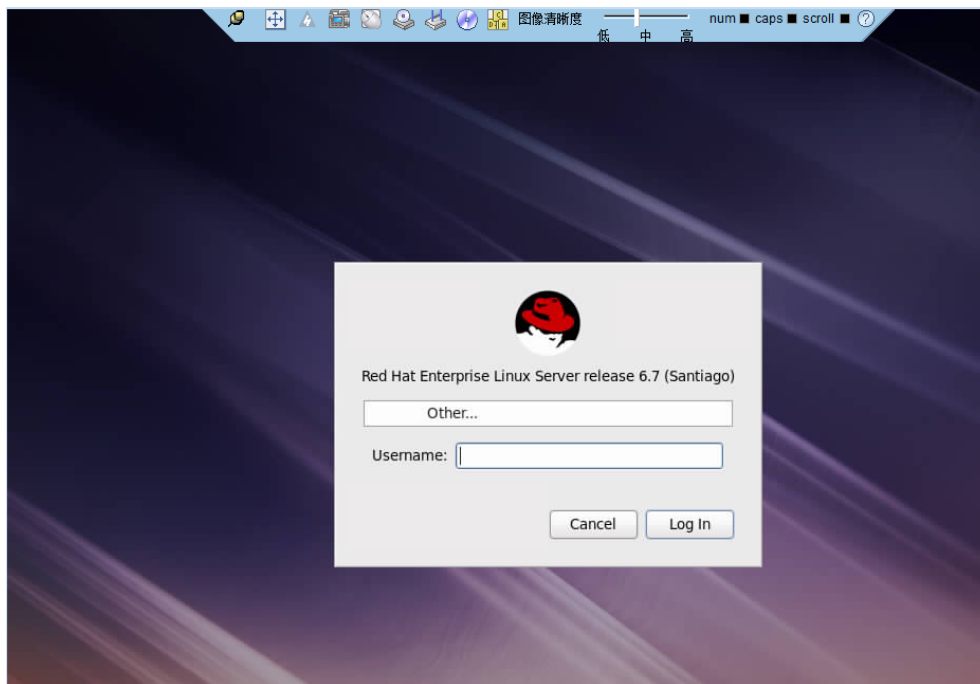 图像清晰度 num caps scroll ?
低 中 高
Red Hat Enterprise Linux Server release 6.7 (Santiago)
Other...
Username:
Cancel Log In